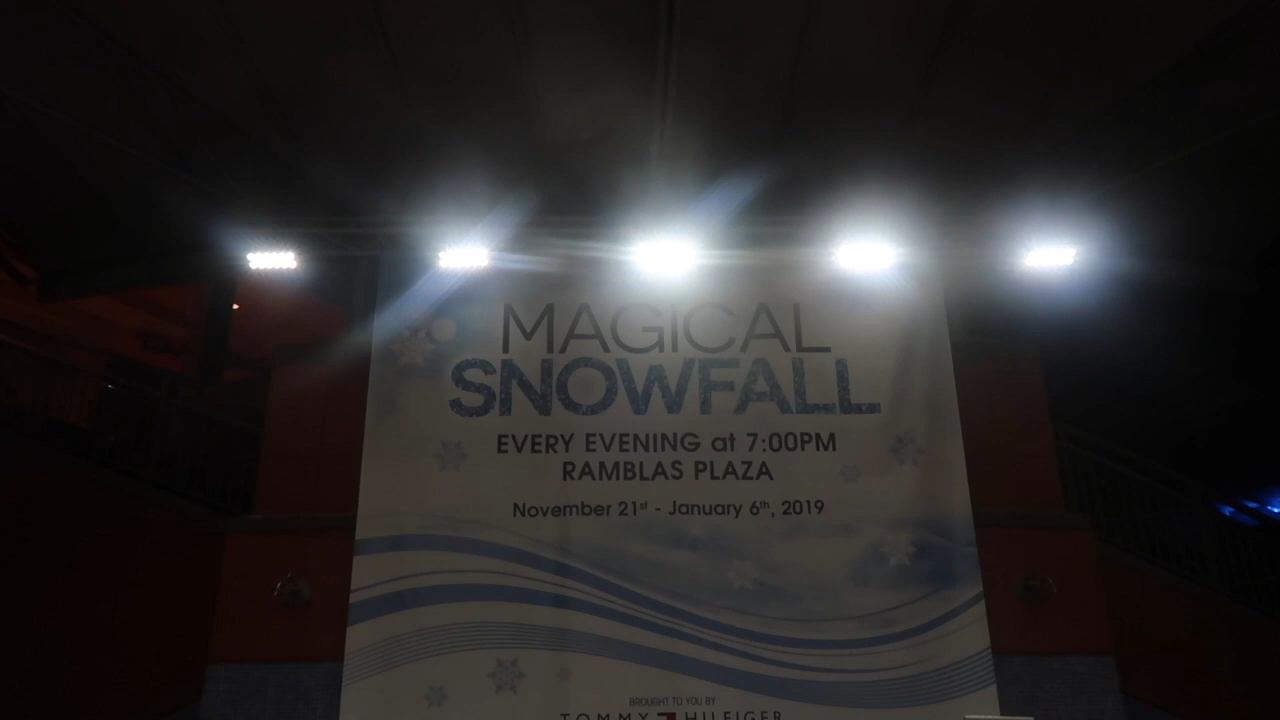 MAGICAL
SNOWFALL
EVERY EVENING at 7:00PM
RAMBLAS PLAZA
November 21st - January 6th, 2019
BROUGHT TO YOU BY
TOMMY HILFIGER